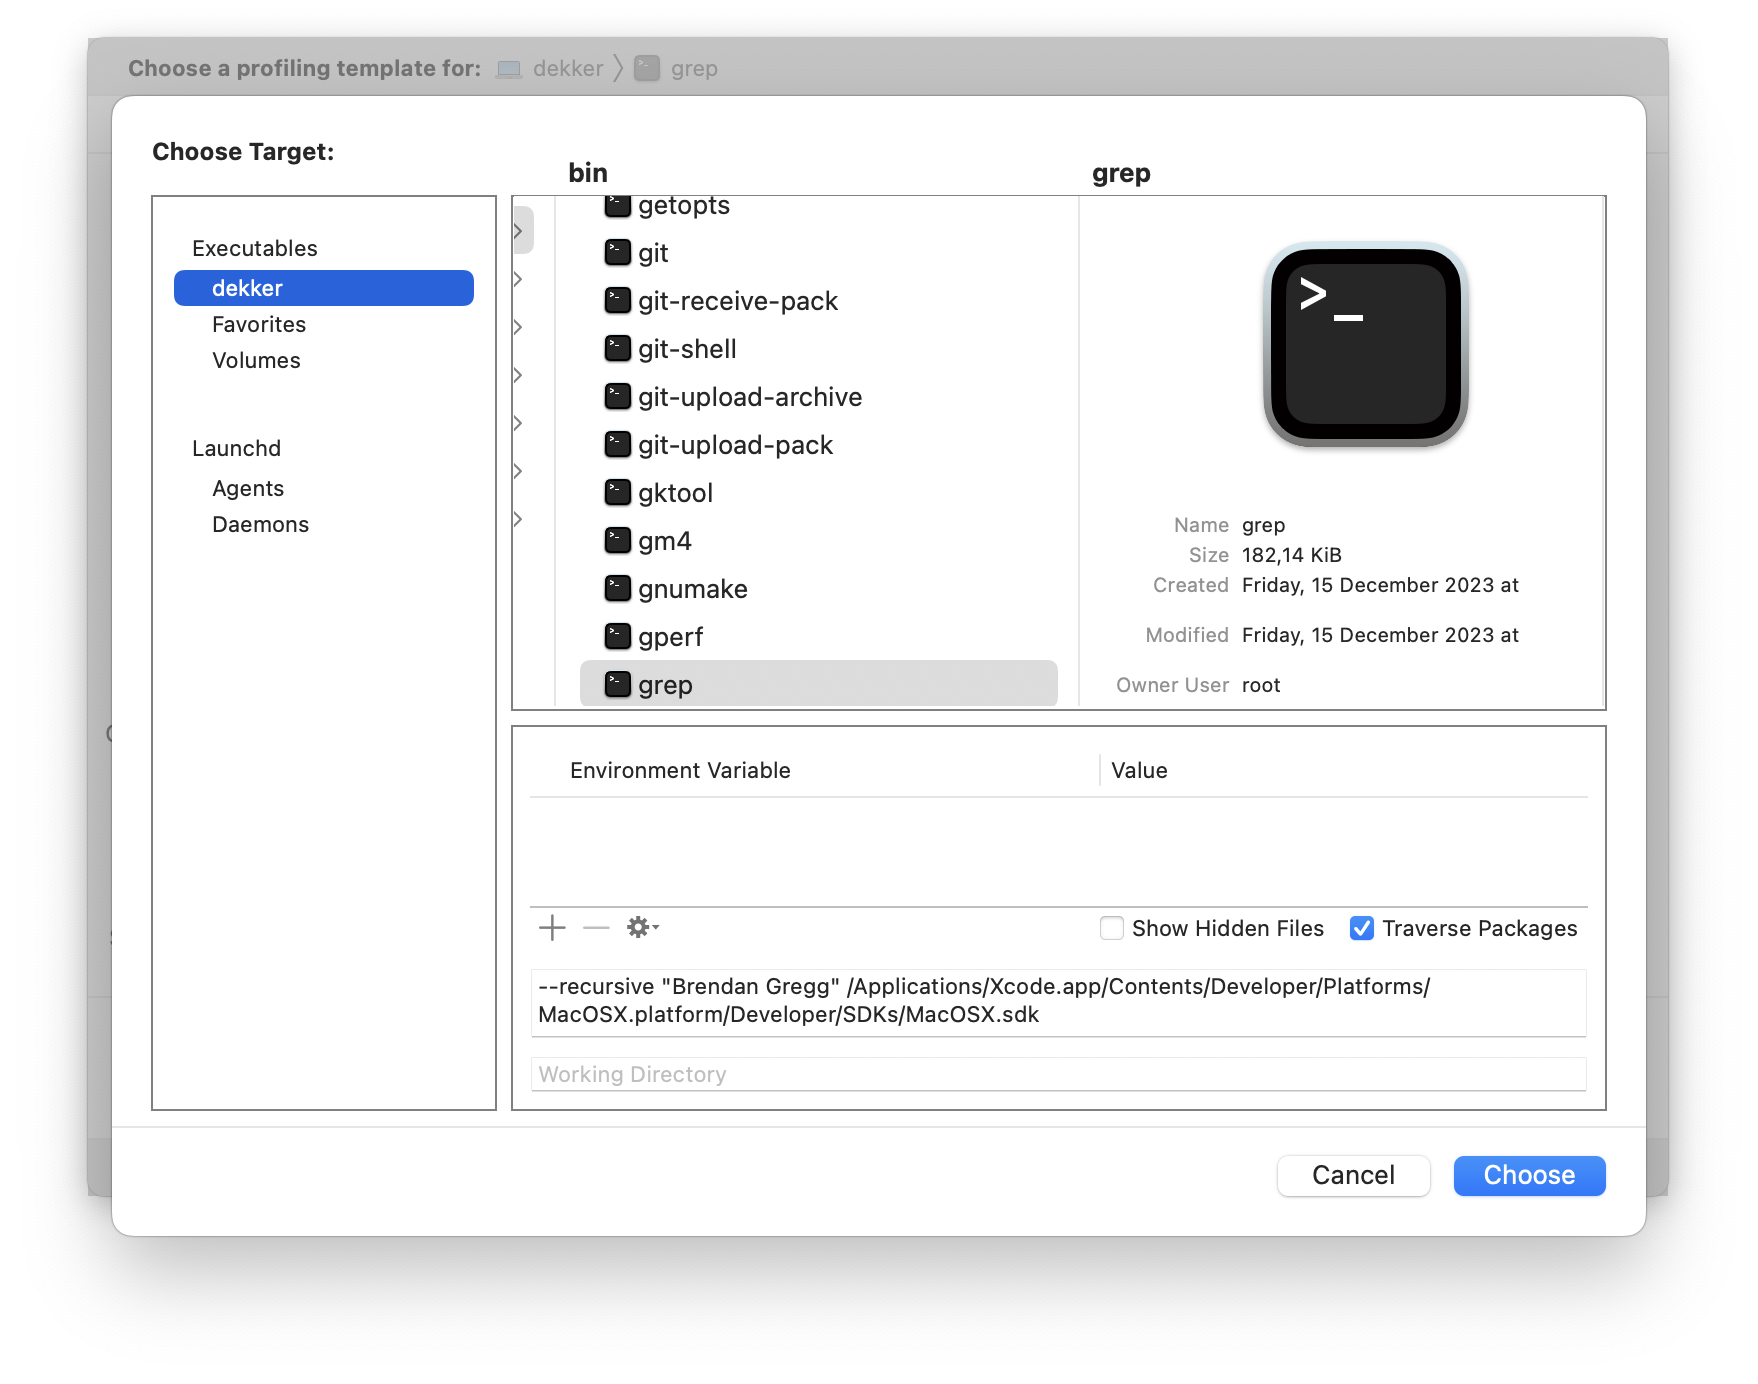 Choose a profiling template for: dekker grep
Choose Target:
Executables
dekker
Favorites
Volumes
Launchd
Agents
Daemons
bin
getopts
git
git-receive-pack
git-shell
git-upload-archive
git-upload-pack
gktool
gm4
gnumake
gperf
grep
grep
>_
Name grep
Size 182,14 KiB
Created Friday, 15 December 2023 at
Modified Friday, 15 December 2023 at
Owner User root
Environment Variable Value
Show Hidden Files Traverse Packages
--recursive "Brendan Gregg" /Applications/Xcode.app/Contents/Developer/Platforms/
MacOSX.platform/Developer/SDKs/MacOSX.sdk
Working Directory
Cancel Choose